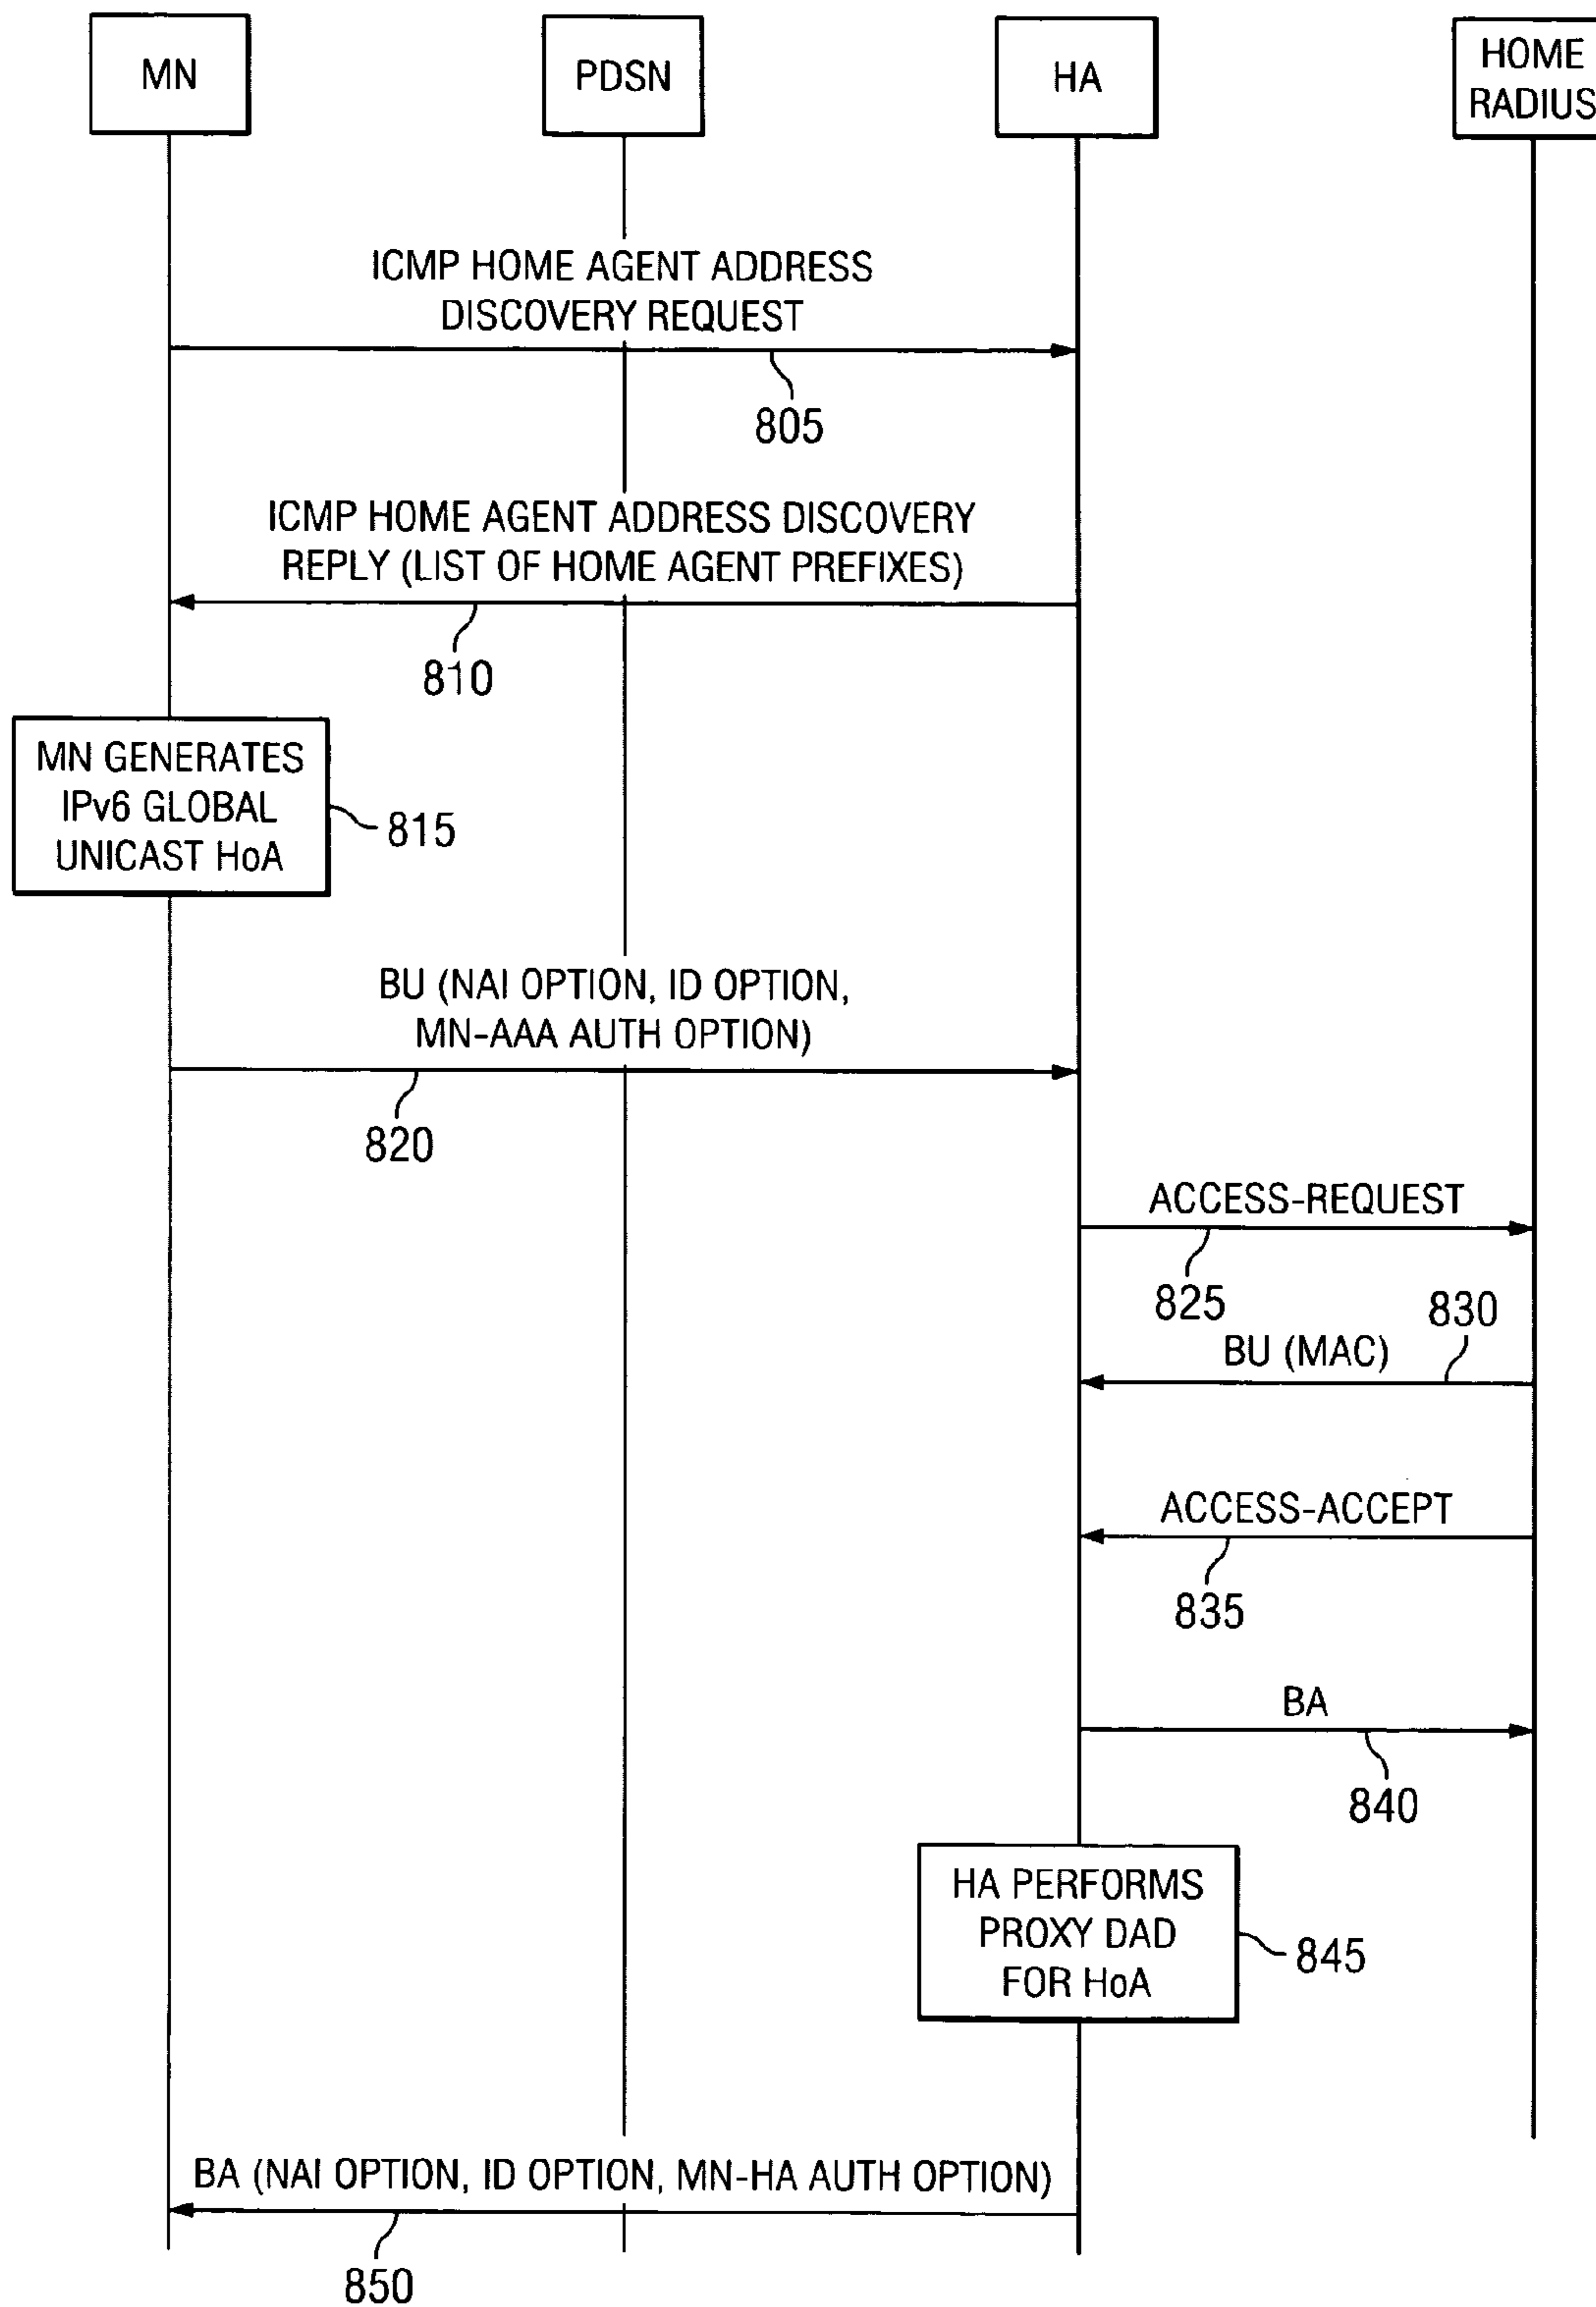 MN
PDSN
HA
HOME
RADIUS
ICMP HOME AGENT ADDRESS
DISCOVERY REQUEST
805
ICMP HOME AGENT ADDRESS DISCOVERY
REPLY (LIST OF HOME AGENT PREFIXES)
810
MN GENERATES
IPv6 GLOBAL
UNICAST HoA
815
BU (NAI OPTION, ID OPTION,
MN-AAA AUTH OPTION)
820
ACCESS-REQUEST
825
830
BU (MAC)
ACCESS-ACCEPT
835
BA
840
HA PERFORMS
PROXY DAD
FOR HoA
845
BA (NAI OPTION, ID OPTION, MN-HA AUTH OPTION)
850